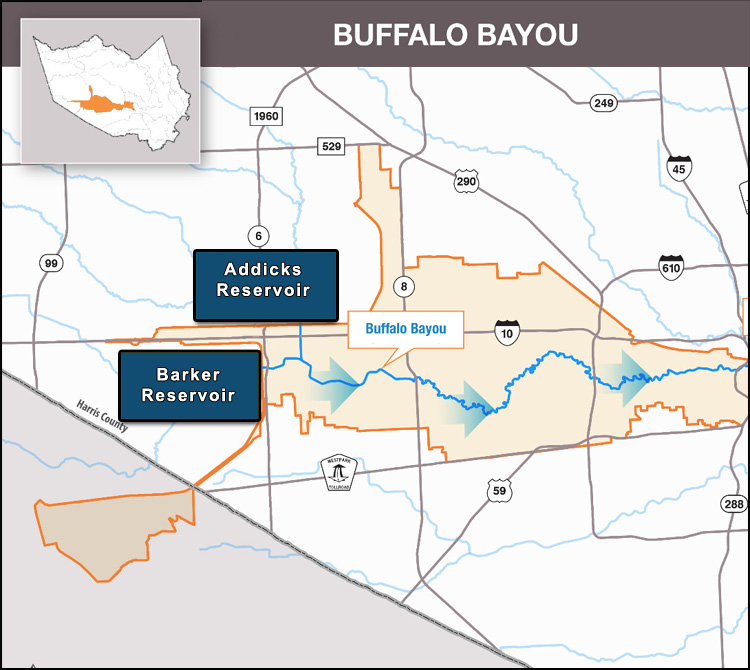 BUFFALO BAYOU
249
1960
529
45
290
6
99
610
Addicks
Reservoir
8
Buffalo Bayou
10
Barker
Reservoir
Harris County
WESTPARK
TOLLROAD
59
288